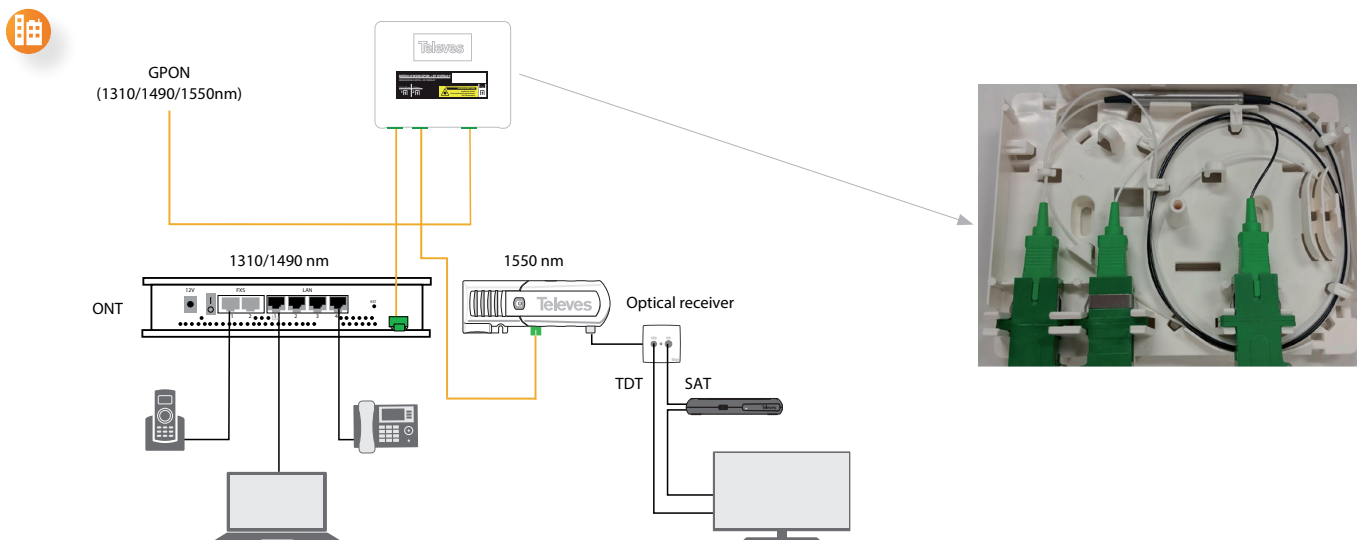 Televes
GPON
(1310/1490/1550nm)
1310/1490 nm
1550 nm
ONT
12V
FXS
LAN
1
2
1
2
3
4
Televes
Optical receiver
TDT
SAT
Televes